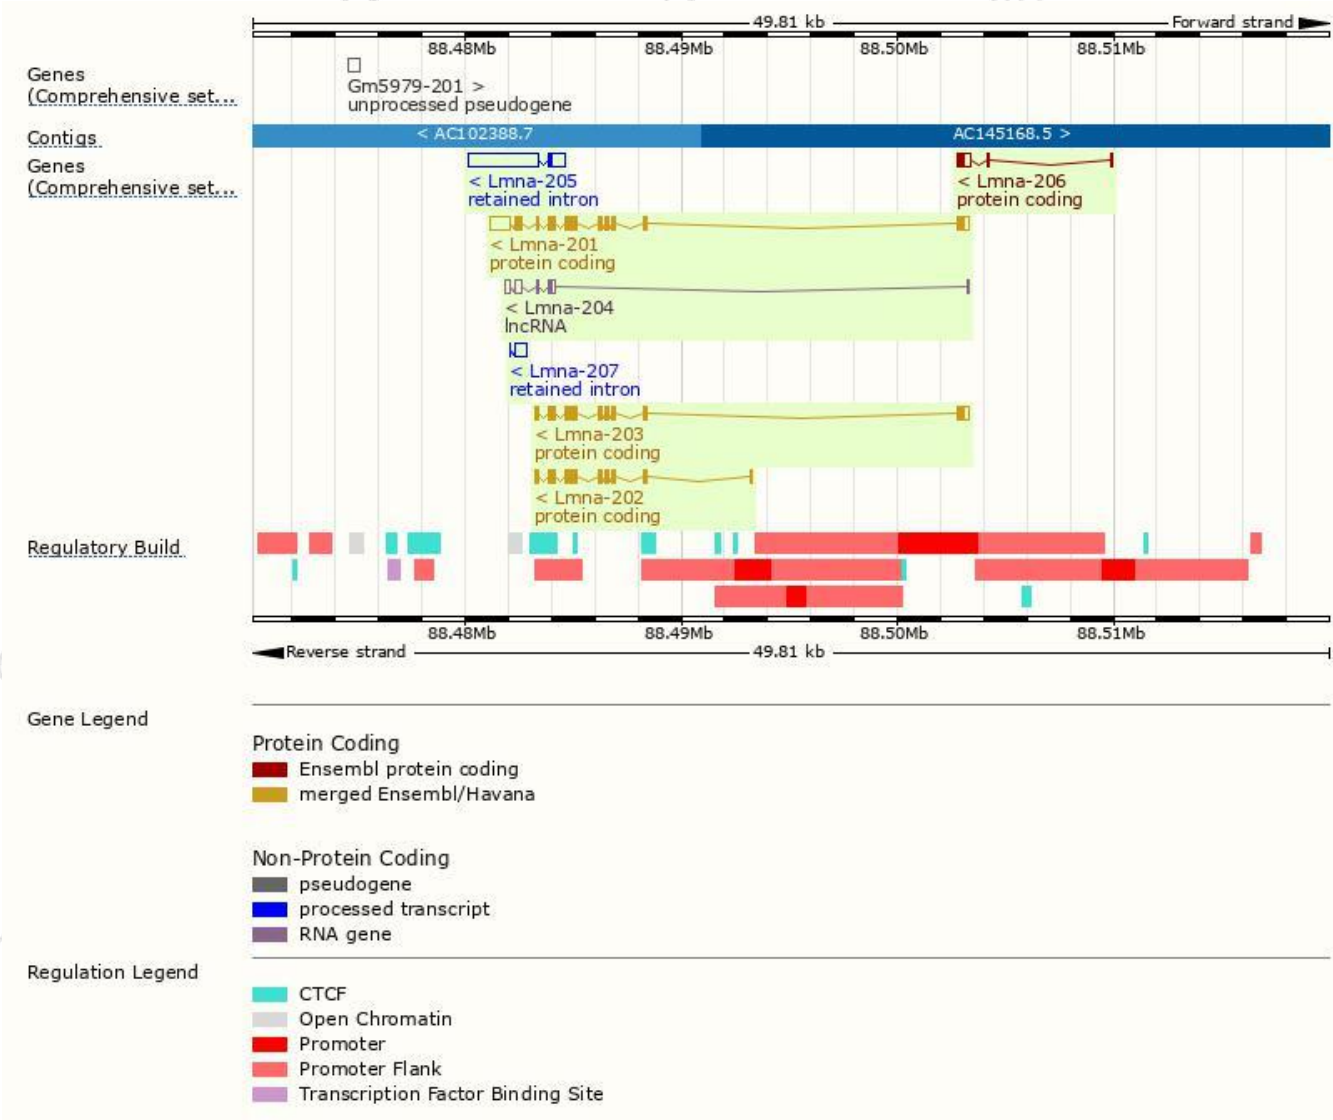 49.81 kb Forward strand
88.48Mb 88.49Mb 88.50Mb 88.51Mb
Genes
(Comprehensive set...
Gm5979-201 >
unprocessed pseudogene
Contigs
< AC102388.7 AC145168.5 >
Genes
(Comprehensive set...
< Lmna-205
retained intron
< Lmna-206
protein coding
< Lmna-201
protein coding
< Lmna-204
lncRNA
< Lmna-207
retained intron
< Lmna-203
protein coding
< Lmna-202
protein coding
Regulatory Build
88.48Mb 88.49Mb 88.50Mb 88.51Mb
Reverse strand 49.81 kb
Gene Legend
Protein Coding
Ensembl protein coding
merged Ensembl/Havana
Non-Protein Coding
pseudogene
processed transcript
RNA gene
Regulation Legend
CTCF
Open Chromatin
Promoter
Promoter Flank
Transcription Factor Binding Site